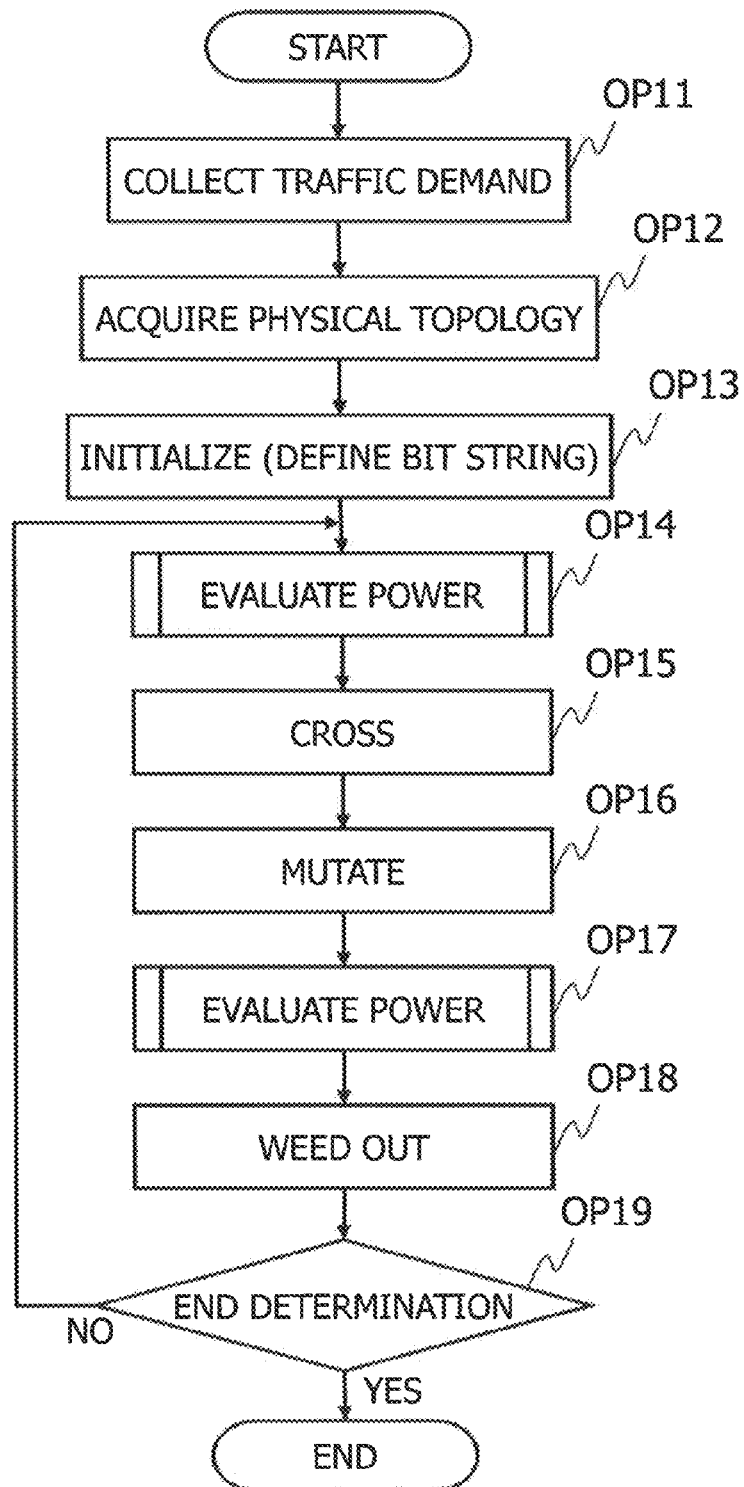 START
OP11
COLLECT TRAFFIC DEMAND
OP12
ACQUIRE PHYSICAL TOPOLOGY
OP13
INITIALIZE (DEFINE BIT STRING)
OP14
EVALUATE POWER
OP15
CROSS
OP16
MUTATE
OP17
EVALUATE POWER
OP18
WEED OUT
OP19
END DETERMINATION
NO
YES
END